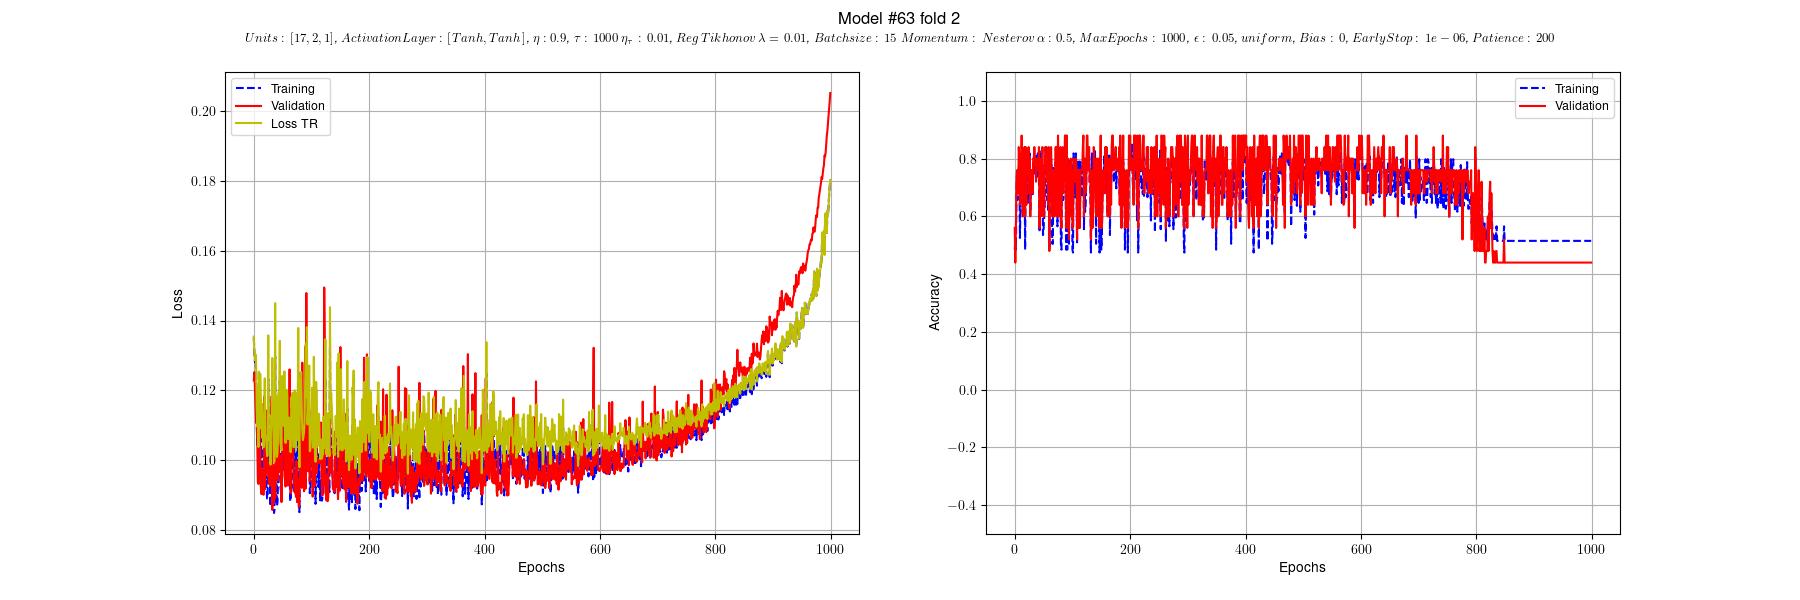 Model #63 fold 2
Units : [17, 2, 1], ActivationLayer : [Tanh, Tanh], η : 0.9, τ : 1000 η_τ : 0.01, Reg Tikhonov λ = 0.01, Batchsize : 15 Momentum : Nesterov α : 0.5, MaxEpochs : 1000, ϵ : 0.05, uniform, Bias : 0, EarlyStop : 1e − 06, Patience : 200
Training
Validation
Loss TR
0.20
0.18
0.16
0.14
0.12
0.10
0.08
Loss
0 200 400 600 800 1000
Epochs
Training
Validation
1.0
0.8
0.6
0.4
0.2
0.0
−0.2
−0.4
Accuracy
0 200 400 600 800 1000
Epochs